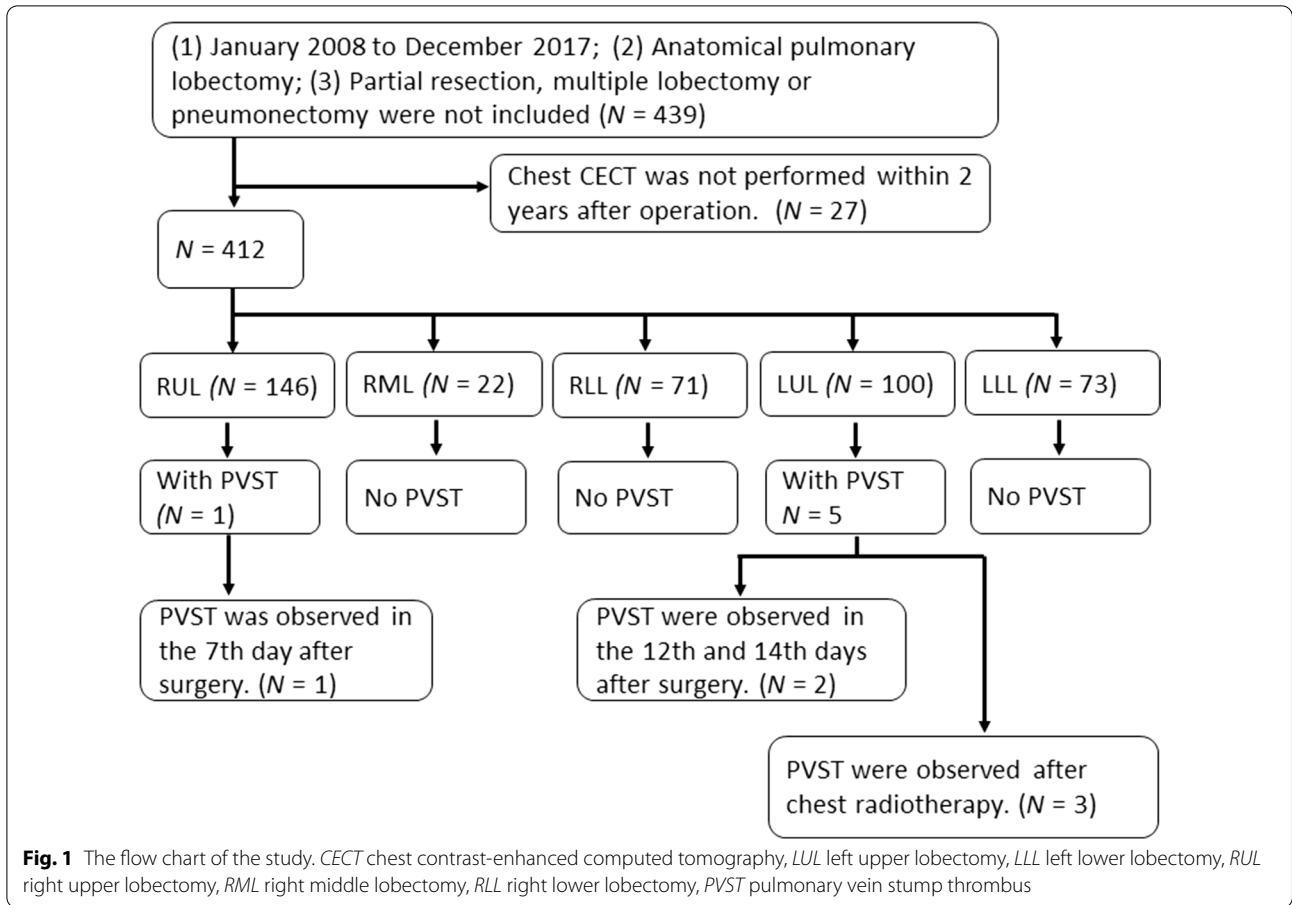 (1) January 2008 to December 2017; (2) Anatomical pulmonary
lobectomy; (3) Partial resection, multiple lobectomy or
pneumonectomy were not included (N = 439)
Chest CECT was not performed within 2
years after operation. (N = 27)
N = 412
RUL (N = 146)
RML (N = 22)
RLL (N = 71)
LUL (N = 100)
LLL (N = 73)
With PVST
(N = 1)
No PVST
No PVST
With PVST
N = 5
No PVST
PVST was observed in
the 7th day after
surgery. (N = 1)
PVST were observed in
the 12th and 14th days
after surgery. (N = 2)
PVST were observed after
chest radiotherapy. (N = 3)
Fig. 1 The flow chart of the study. CECT chest contrast-enhanced computed tomography, LUL left upper lobectomy, LLL left lower lobectomy, RUL
right upper lobectomy, RML right middle lobectomy, RLL right lower lobectomy, PVST pulmonary vein stump thrombus